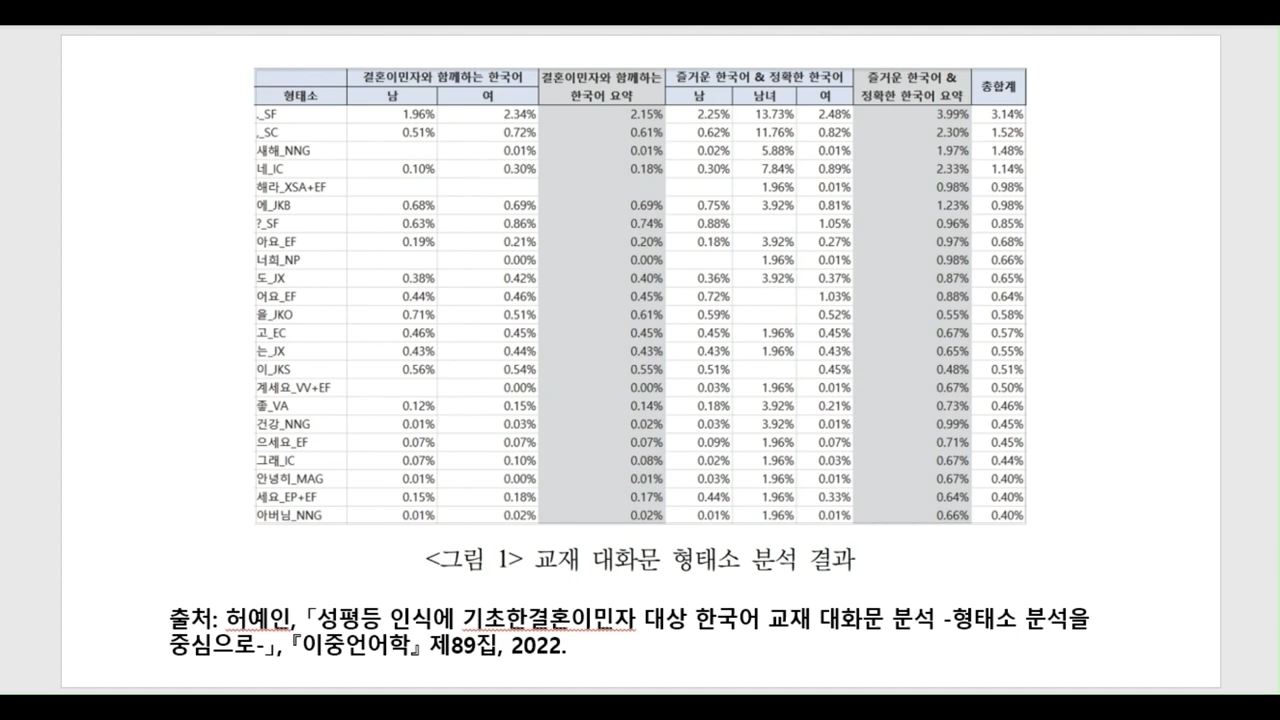 결혼이민자와 함께하는 한국어 결혼이민자와 함께하는 즐거운 한국어 & 정확한 한국어 즐거운 한국어 & 총합계
형태소 남 여 한국어 요약 남 남녀 여 정확한 한국어 요약
._SF 1.96% 2.34% 2.15% 2.25% 13.73% 2.48% 3.99% 3.14%
,_SC 0.51% 0.72% 0.61% 0.62% 11.76% 0.82% 2.30% 1.52%
새해_NNG 0.01% 0.01% 0.02% 5.88% 0.01% 1.97% 1.48%
네_IC 0.10% 0.30% 0.18% 0.30% 7.84% 0.89% 2.33% 1.14%
해라_XSA+EF 1.96% 0.01% 0.98% 0.98%
에_JKB 0.68% 0.69% 0.69% 0.75% 3.92% 0.81% 1.23% 0.98%
?_SF 0.63% 0.86% 0.74% 0.88% 1.05% 0.96% 0.85%
아요_EF 0.19% 0.21% 0.20% 0.18% 3.92% 0.27% 0.97% 0.68%
너희_NP 0.00% 0.00% 1.96% 0.01% 0.98% 0.66%
도_JX 0.38% 0.42% 0.40% 0.36% 3.92% 0.37% 0.87% 0.65%
어요_EF 0.44% 0.46% 0.45% 0.72% 1.03% 0.88% 0.64%
을_JKO 0.71% 0.51% 0.61% 0.59% 0.52% 0.55% 0.58%
고_EC 0.46% 0.45% 0.45% 0.45% 1.96% 0.45% 0.67% 0.57%
는_JX 0.43% 0.44% 0.43% 0.43% 1.96% 0.43% 0.65% 0.55%
이_JKS 0.56% 0.54% 0.55% 0.51% 0.45% 0.48% 0.51%
계세요_VV+EF 0.00% 0.00% 0.03% 1.96% 0.01% 0.67% 0.50%
좋_VA 0.12% 0.15% 0.14% 0.18% 3.92% 0.21% 0.73% 0.46%
건강_NNG 0.01% 0.03% 0.02% 0.03% 3.92% 0.01% 0.99% 0.45%
으세요_EF 0.07% 0.07% 0.07% 0.09% 1.96% 0.07% 0.71% 0.45%
그래_IC 0.07% 0.10% 0.08% 0.02% 1.96% 0.03% 0.67% 0.44%
안녕히_MAG 0.01% 0.00% 0.01% 0.03% 1.96% 0.01% 0.67% 0.40%
세요_EP+EF 0.15% 0.18% 0.17% 0.44% 1.96% 0.33% 0.64% 0.40%
아버님_NNG 0.01% 0.02% 0.02% 0.01% 1.96% 0.01% 0.66% 0.40%
<그림 1> 교재 대화문 형태소 분석 결과
출처: 허예인, 「성평등 인식에 기초한결혼이민자 대상 한국어 교재 대화문 분석 -형태소 분석을
중심으로-」, 『이중언어학』 제89집, 2022.